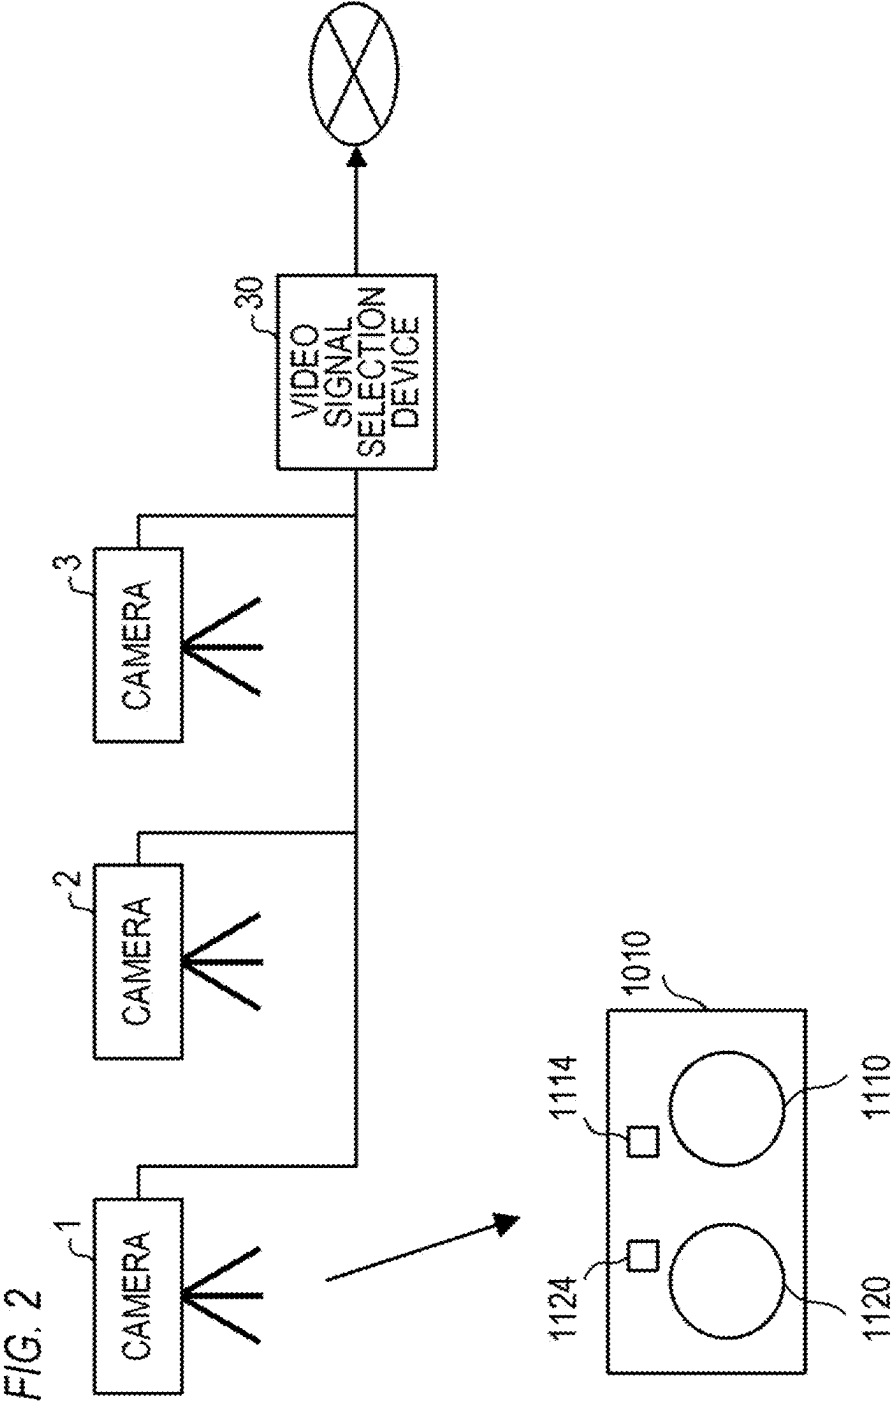 FIG. 2
1
CAMERA
2
CAMERA
3
CAMERA
30
VIDEO
SIGNAL
SELECTION
DEVICE
1124
1114
1010
1120
1110